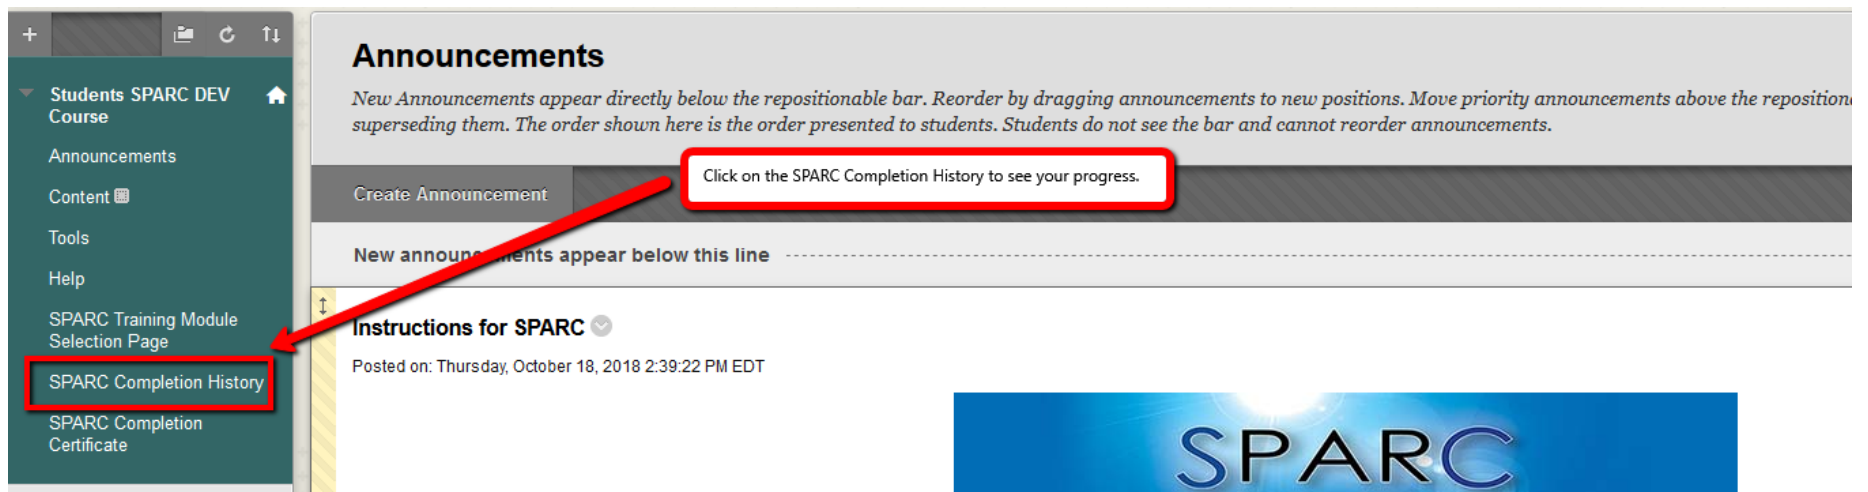 Students SPARC DEV
Course
Announcements
Content
Tools
Help
SPARC Training Module
Selection Page
SPARC Completion History
SPARC Completion
Certificate
Announcements
New Announcements appear directly below the repositionable bar. Reorder by dragging announcements to new positions. Move priority announcements above the
superseding them. The order shown here is the order presented to students. Students do not see the bar and cannot reorder announcements.
Click on the SPARC Completion History to see your progress.
Create Announcement
New announcements appear below this line
Instructions for SPARC
Posted on: Thursday, October 18, 2018 2:39:22 PM EDT
SPARC